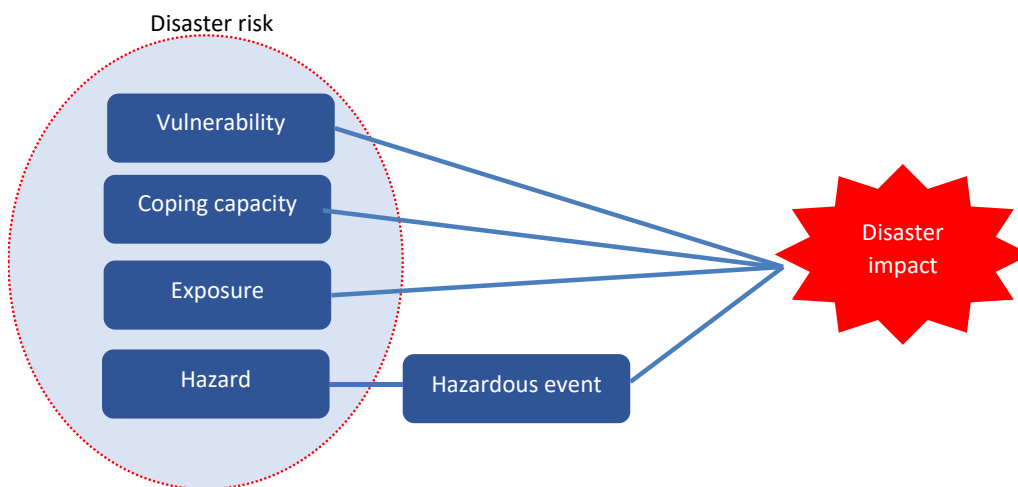 Disaster risk
Vulnerability
Coping capacity
Exposure
Hazard
Hazardous event
Disaster
impact